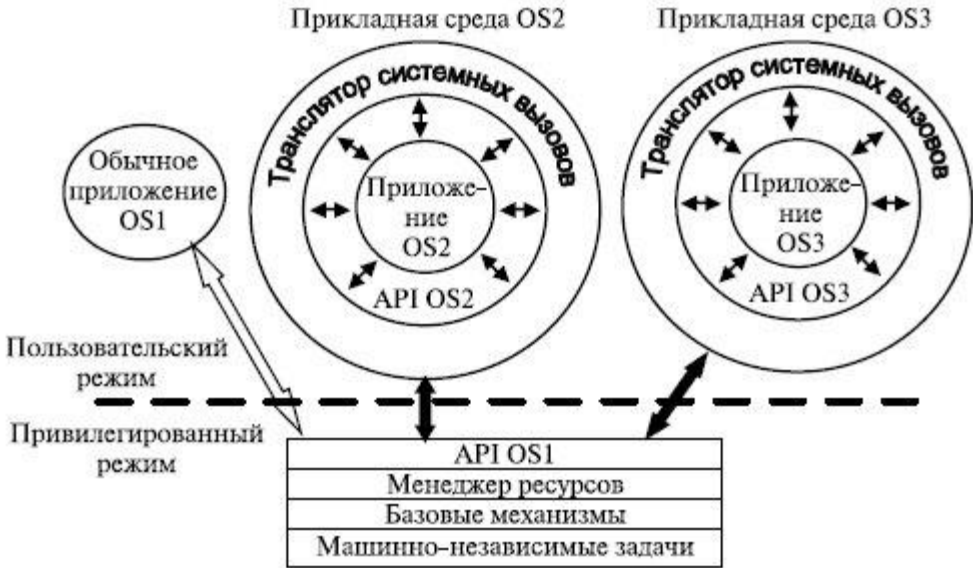 Прикладная среда OS2
Прикладная среда OS3
Транслятор системных вызовов
Транслятор системных вызовов
Обычное
приложение
OS1
Приложе-
ние
OS2
API OS2
Приложе-
ние
OS3
API OS3
Пользовательский
режим
Привилегированный
режим
API OS1
Менеджер ресурсов
Базовые механизмы
Машинно-независимые задачи